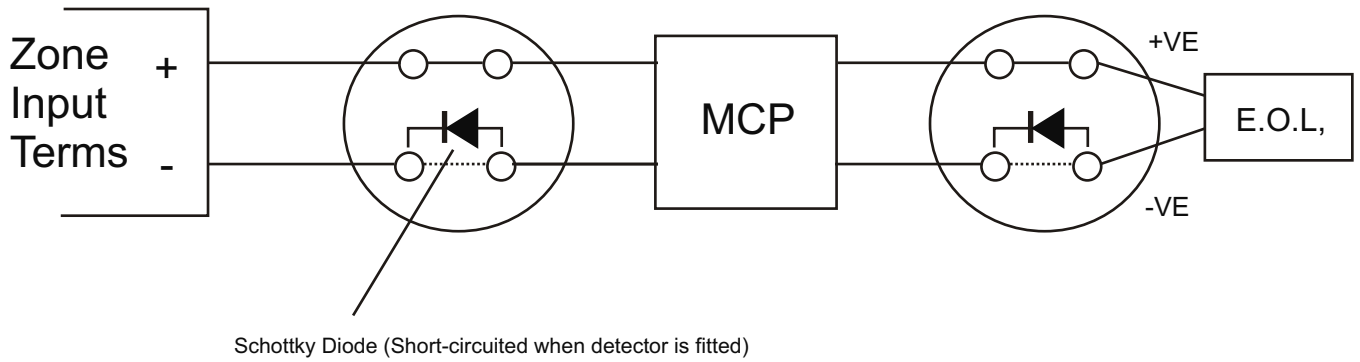 Zone
Input
Terms
+
-
MCP
+VE
-VE
E.O.L,
Schottky Diode (Short-circuited when detector is fitted)